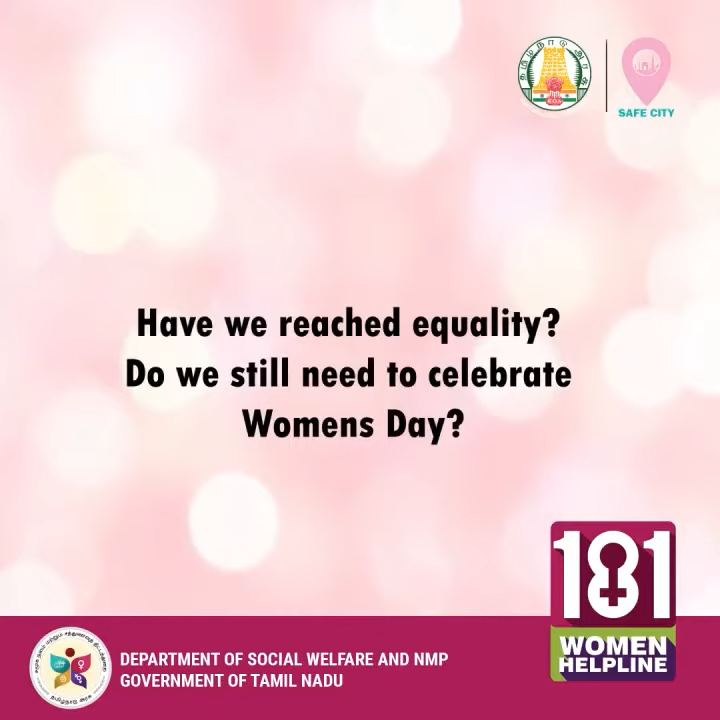 SAFE CITY
Have we reached equality?
Do we still need to celebrate
Womens Day?
181
WOMEN
HELPLINE
DEPARTMENT OF SOCIAL WELFARE AND NMP
GOVERNMENT OF TAMIL NADU